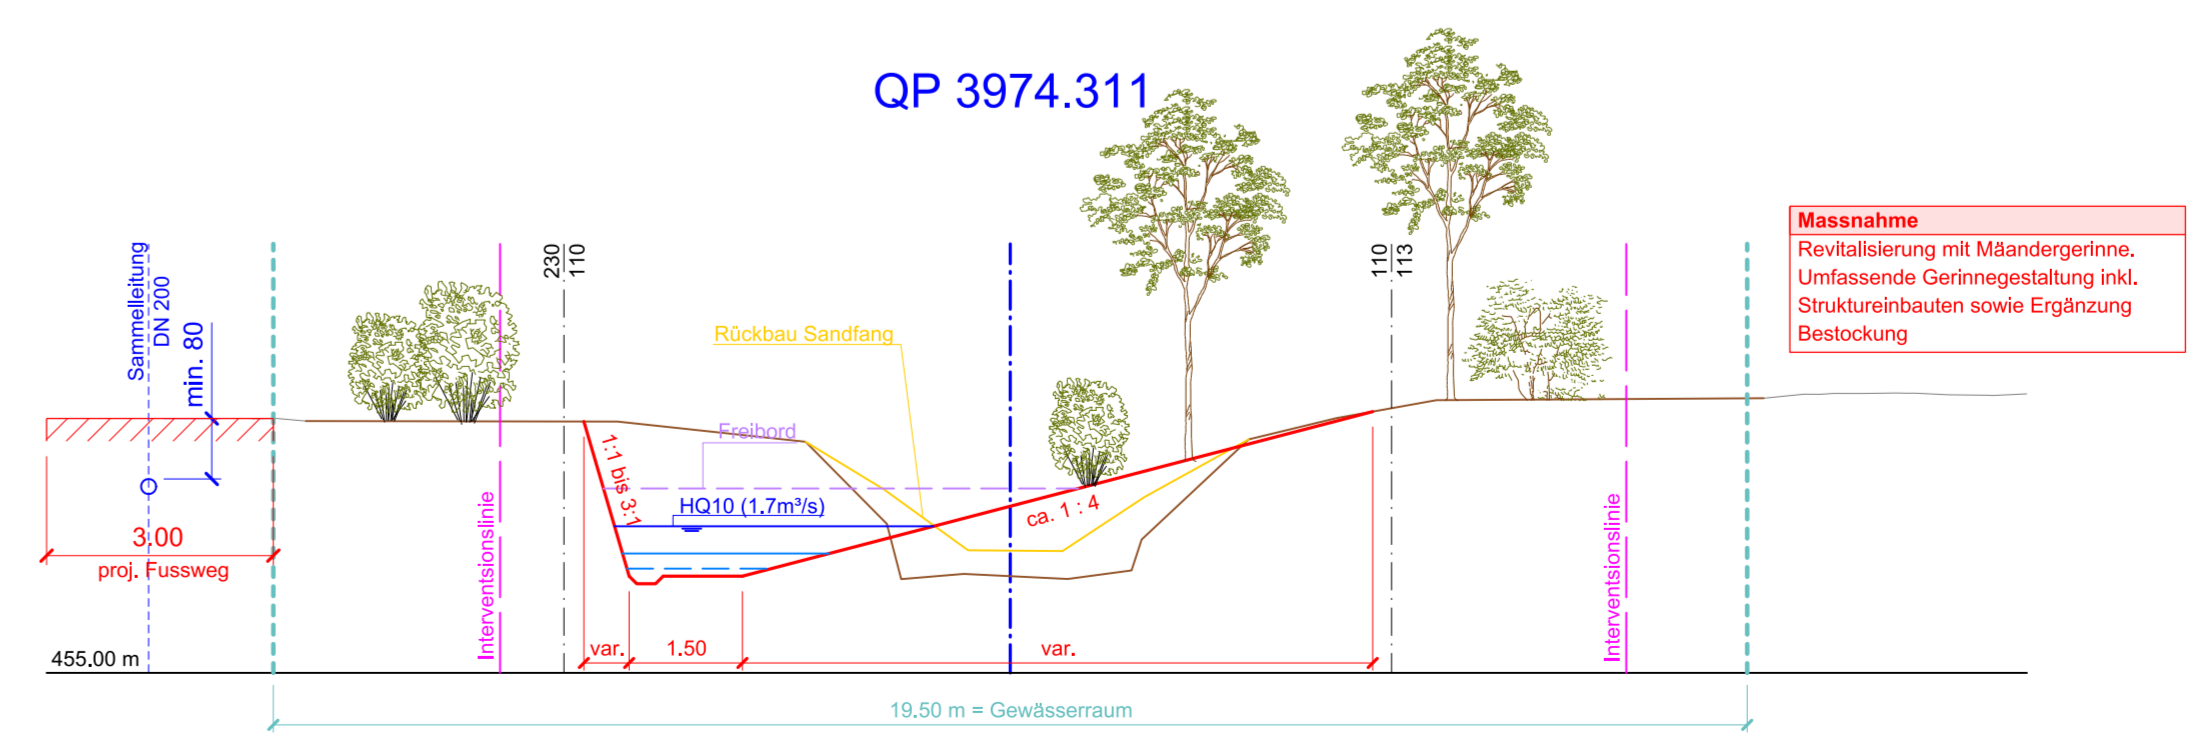 QP 3974.311
Sammelleitung
DN 200
min. 80
230
110
110
113
Massnahme
Revitalisierung mit Mäandergerinne.
Umfassende Gerinnegestaltung inkl.
Struktureinbauten sowie Ergänzung
Bestockung
Rückbau Sandfang
Freibord
1:1 bis 3:1
HQ10 (1.7m³/s)
ca. 1 : 4
3.00
proj. Fussweg
Interventsionslinie
Interventsionslinie
var.
1.50
var.
455.00 m
19.50 m = Gewässerraum